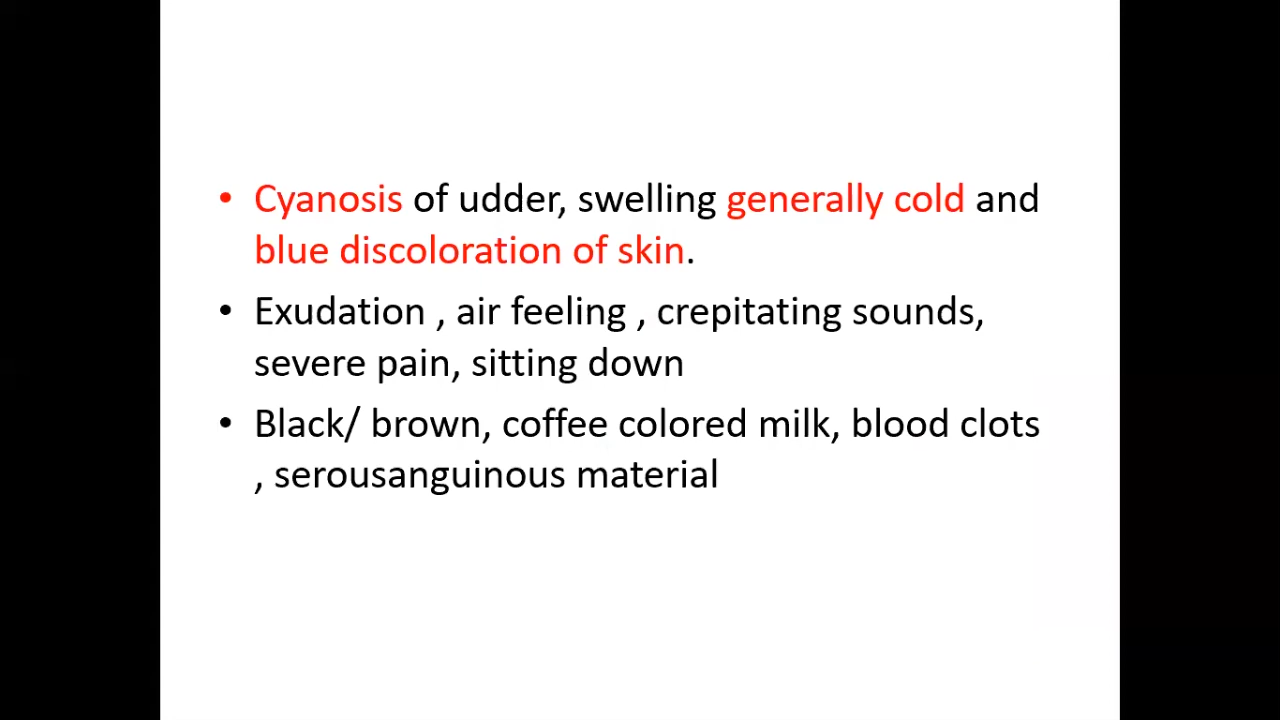 • Cyanosis of udder, swelling generally cold and
blue discoloration of skin.
• Exudation , air feeling , crepitating sounds,
severe pain, sitting down
• Black/ brown, coffee colored milk, blood clots
, serousanguinous material